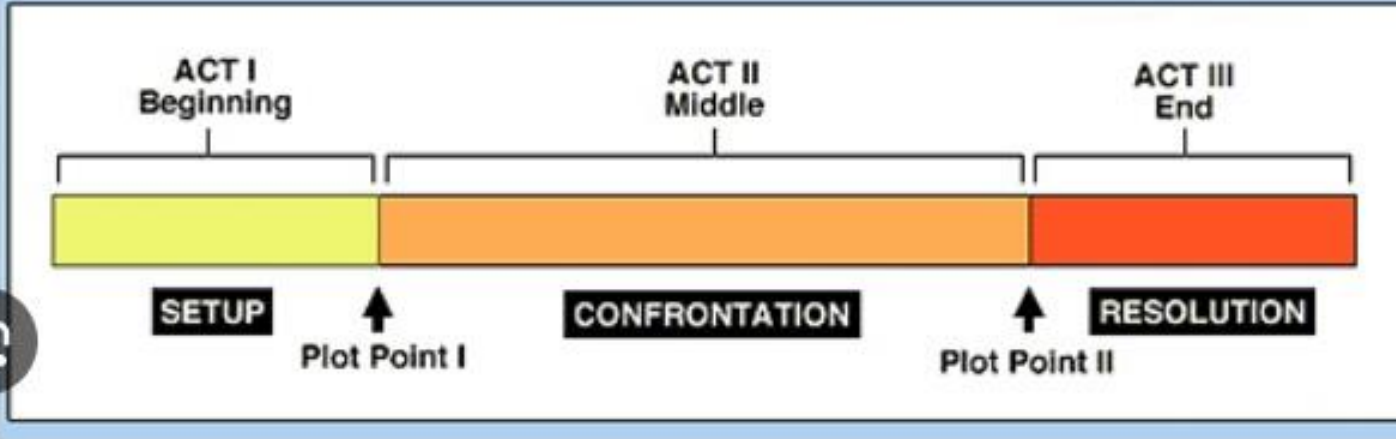 ACT I
Beginning
ACT II
Middle
ACT III
End
SETUP
Plot Point I
CONFRONTATION
Plot Point II
RESOLUTION